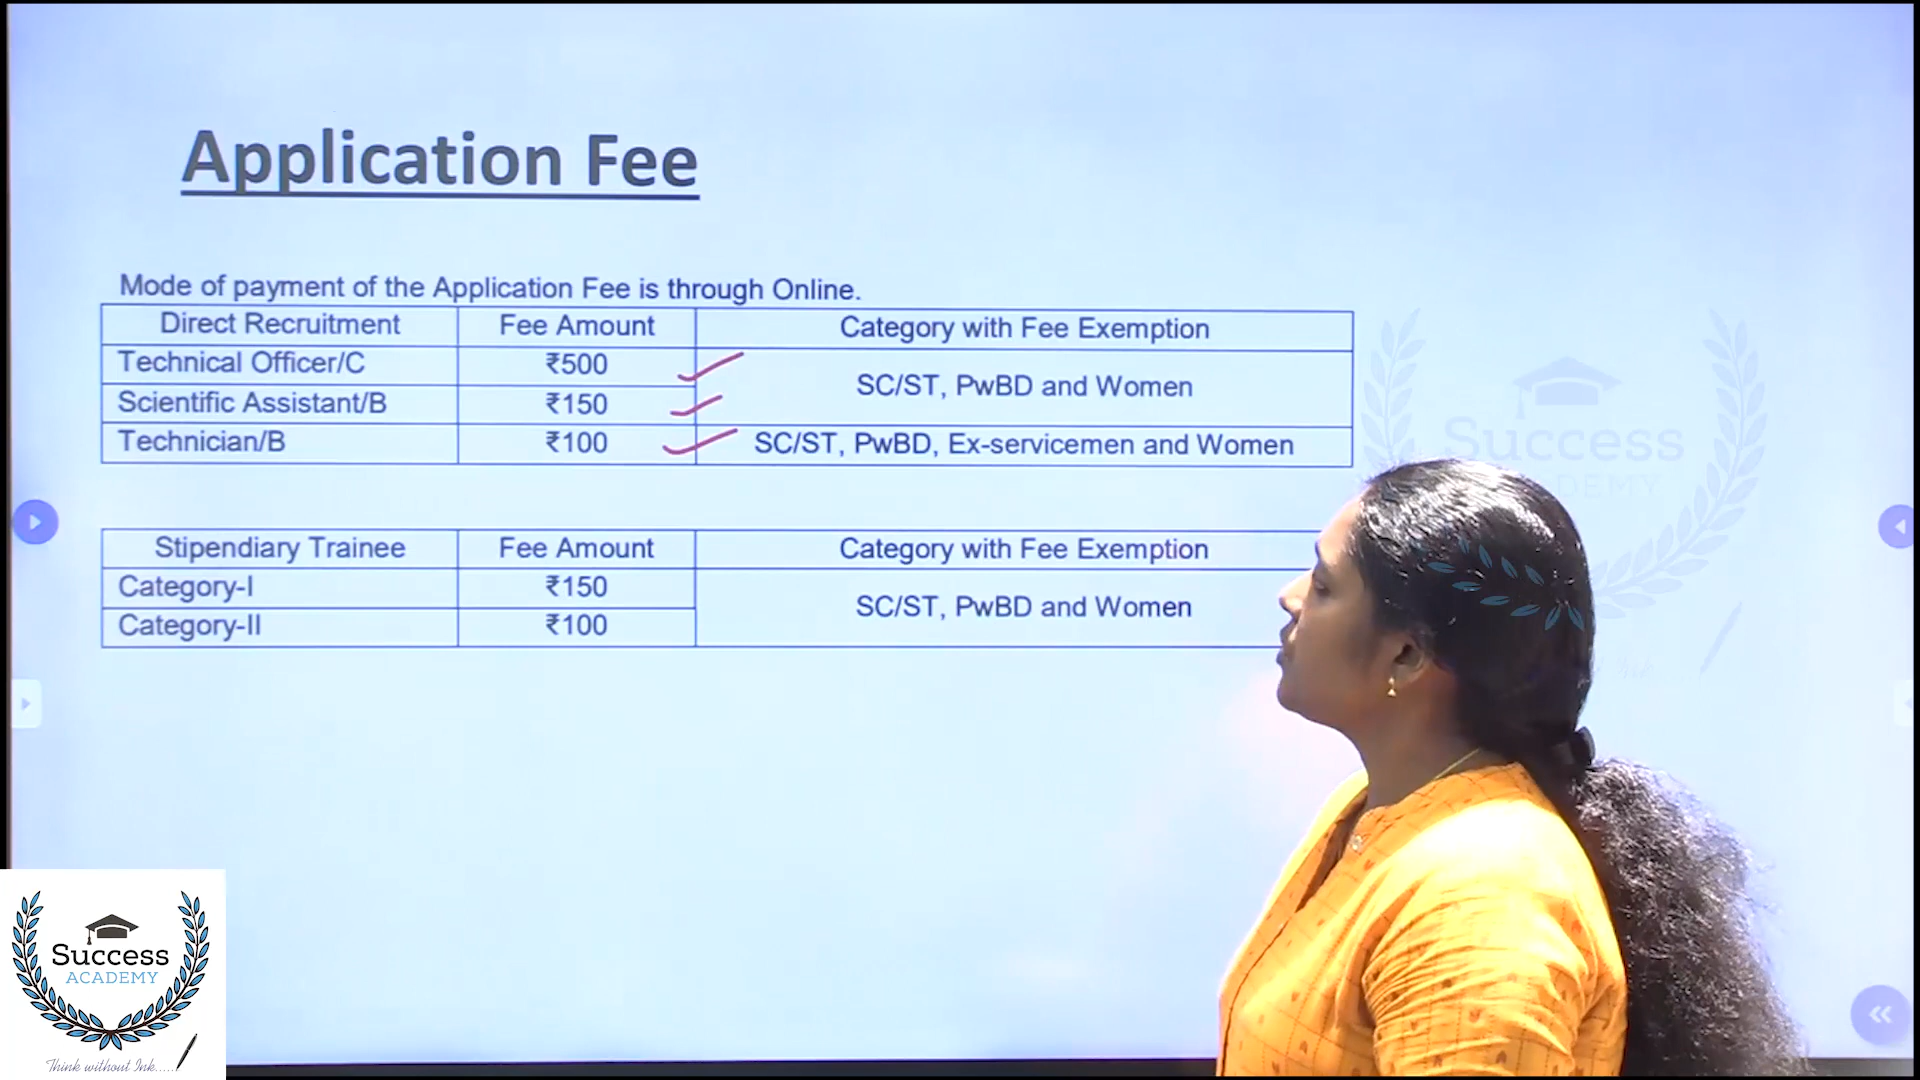 Application Fee
Mode of payment of the Application Fee is through Online.
Direct Recruitment Fee Amount Category with Fee Exemption
Technical Officer/C ₹500 SC/ST, PwBD and Women
Scientific Assistant/B ₹150
Technician/B ₹100 SC/ST, PwBD, Ex-servicemen and Women
Success
ACADEMY
Stipendiary Trainee Fee Amount Category with Fee Exemption
Category-I ₹150 SC/ST, PwBD and Women
Category-II ₹100
Success
ACADEMY
Think without Ink.....